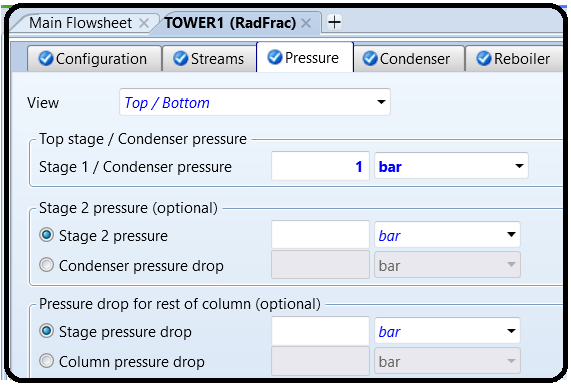 Main Flowsheet × TOWER1 (RadFrac) × +
Configuration Streams Pressure Condenser Reboiler
View Top / Bottom
Top stage / Condenser pressure
Stage 1 / Condenser pressure 1 bar
Stage 2 pressure (optional)
Stage 2 pressure bar
Condenser pressure drop bar
Pressure drop for rest of column (optional)
Stage pressure drop bar
Column pressure drop bar